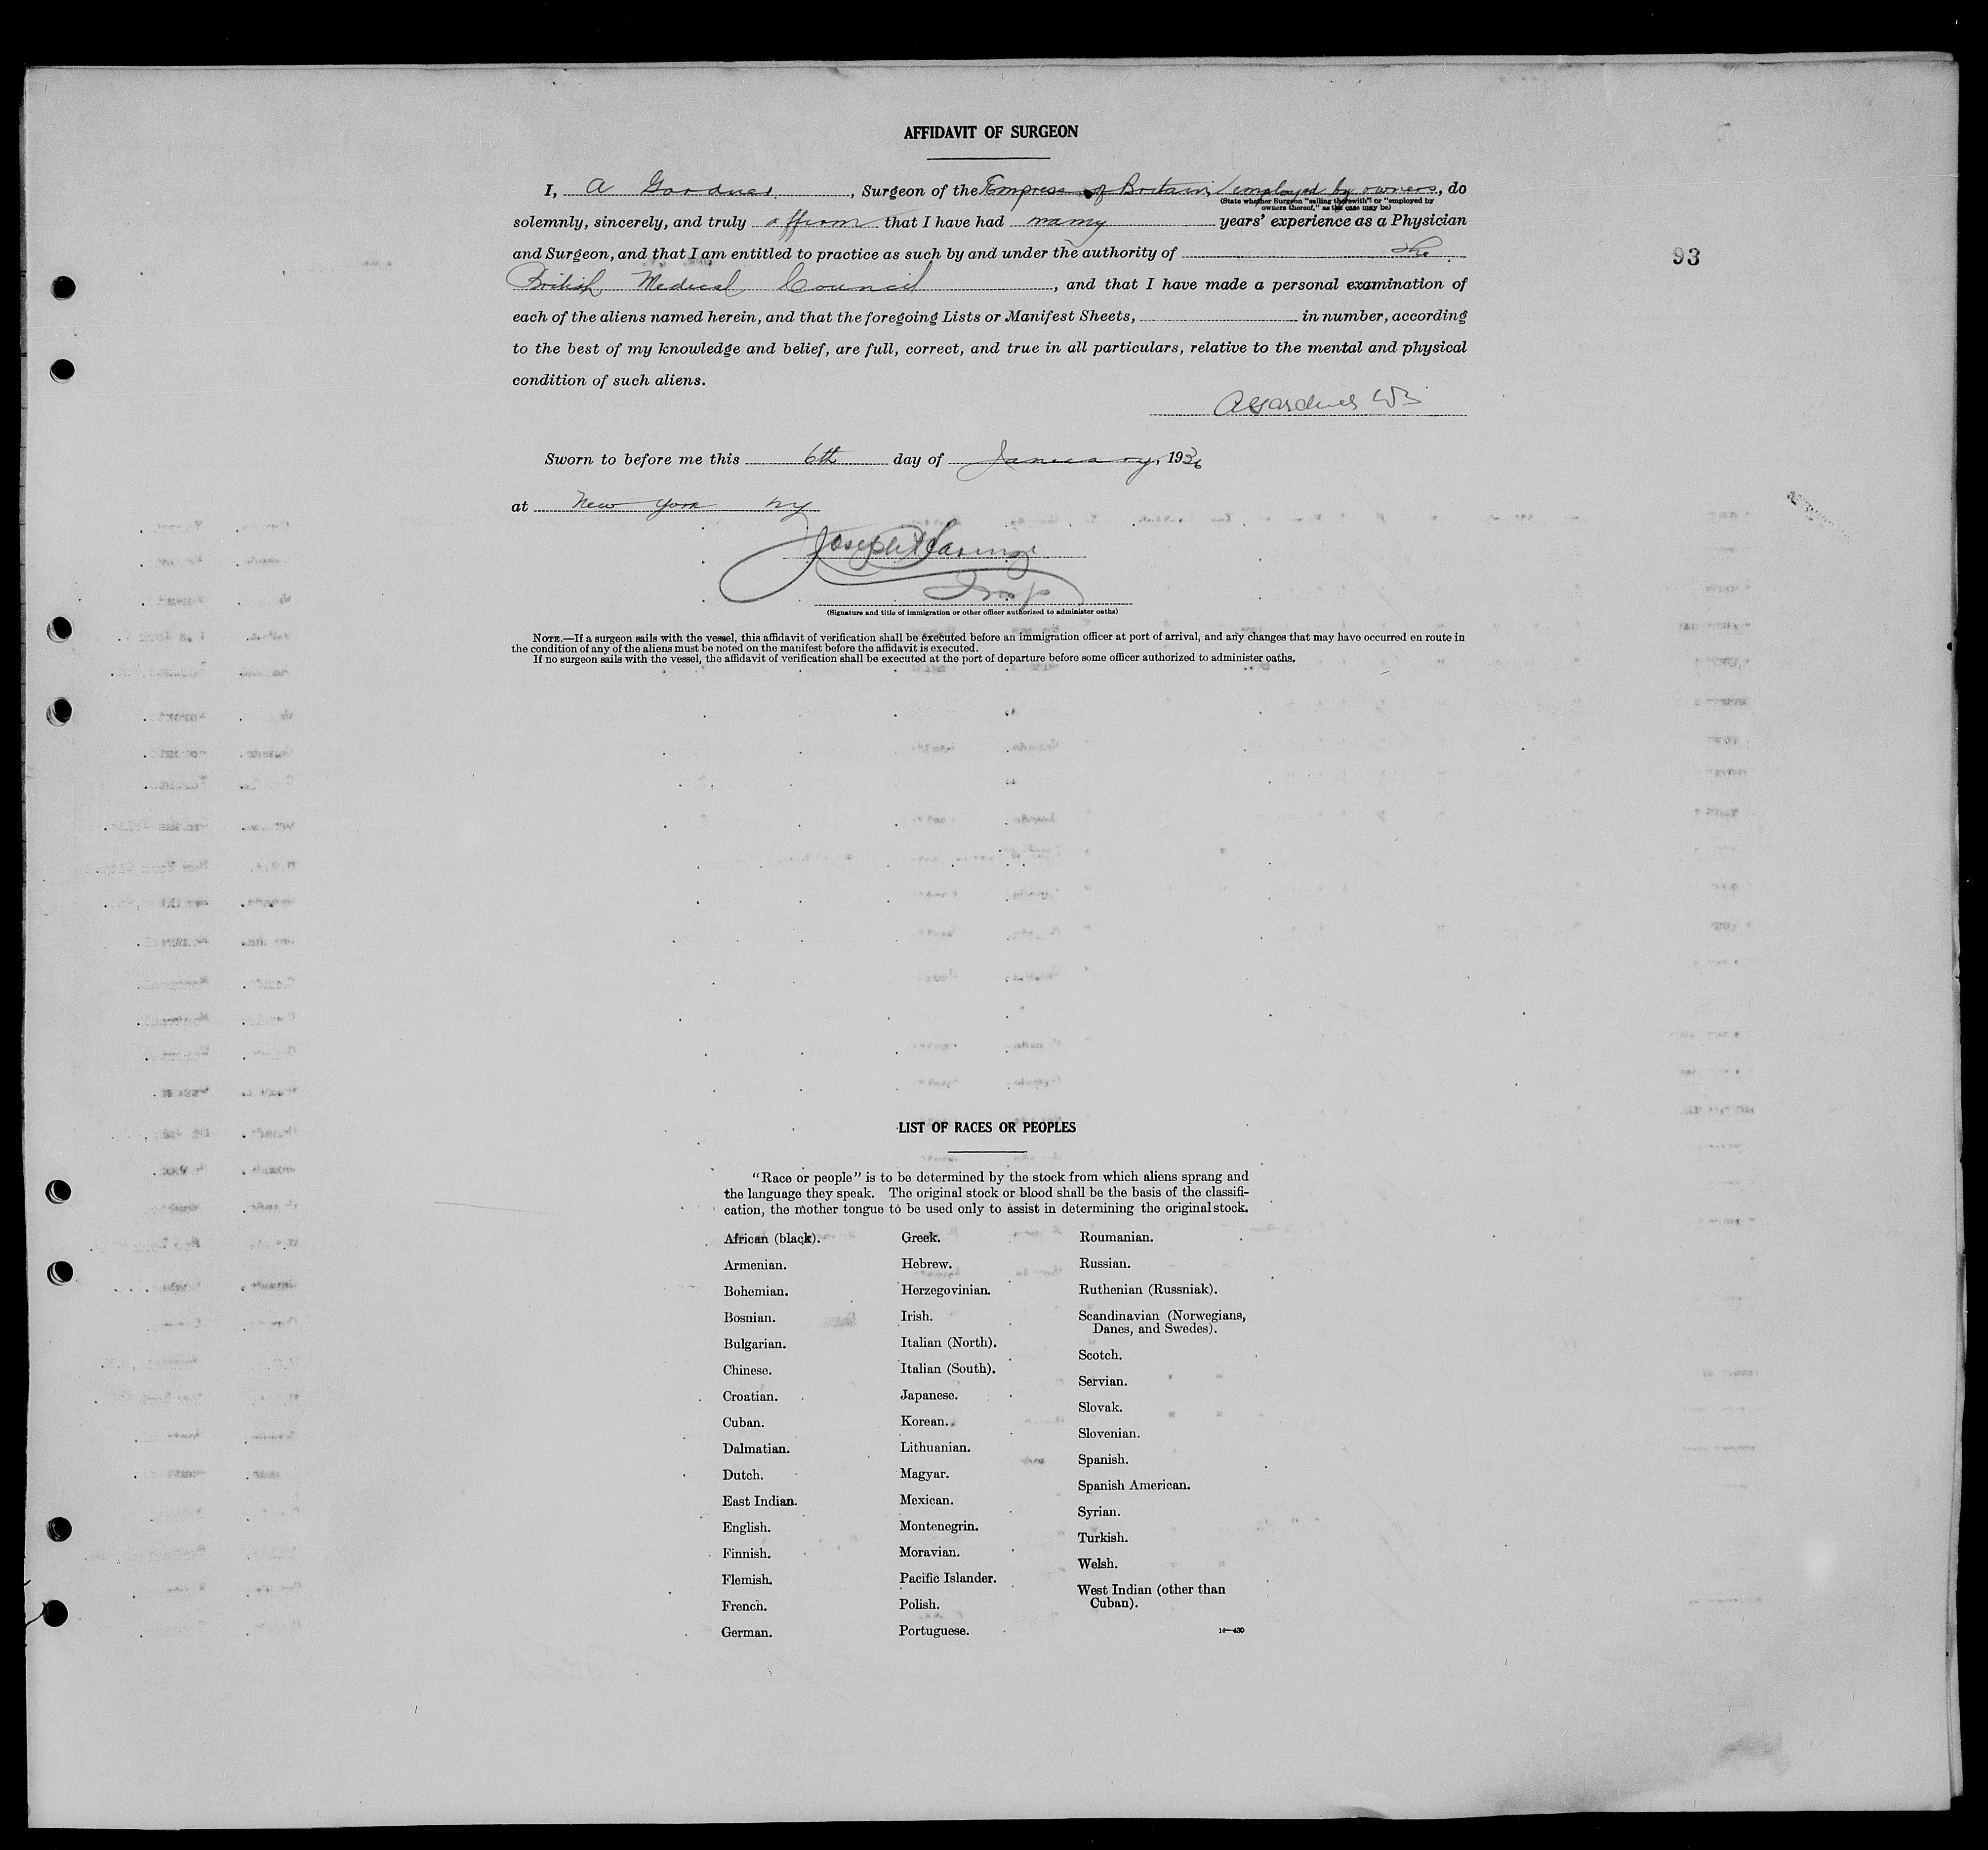 AFFIDAVIT OF SURGEON
I, A Gardner, Surgeon of the Empress of Britain, employed by owners, do
(State whether Surgeon "sailing therewith" or "employed by
owners thereof," as the case may be)
solemnly, sincerely, and truly affirm that I have had many years' experience as a Physician
and Surgeon, and that I am entitled to practice as such by and under the authority of the
93
British Medical Council, and that I have made a personal examination of
each of the aliens named herein, and that the foregoing Lists or Manifest Sheets, in number, according
to the best of my knowledge and belief, are full, correct, and true in all particulars, relative to the mental and physical
condition of such aliens.
AGardner
Sworn to before me this 6th day of January, 1936
at New York NY
Joseph
Insp
(Signature and title of immigration or other officer authorized to administer oaths)
NOTE.—If a surgeon sails with the vessel, this affidavit of verification shall be executed before an immigration officer at port of arrival, and any changes that may have occurred en route in
the condition of any of the aliens must be noted on the manifest before the affidavit is executed.
If no surgeon sails with the vessel, the affidavit of verification shall be executed at the port of departure before some officer authorized to administer oaths.
LIST OF RACES OR PEOPLES
"Race or people" is to be determined by the stock from which aliens sprang and
the language they speak. The original stock or blood shall be the basis of the classifi-
cation, the mother tongue to be used only to assist in determining the original stock.
African (black).
Armenian.
Bohemian.
Bosnian.
Bulgarian.
Chinese.
Croatian.
Cuban.
Dalmatian.
Dutch.
East Indian.
English.
Finnish.
Flemish.
French.
German.
Greek.
Hebrew.
Herzegovinian.
Irish.
Italian (North).
Italian (South).
Japanese.
Korean.
Lithuanian.
Magyar.
Mexican.
Montenegrin.
Moravian.
Pacific Islander.
Polish.
Portuguese.
Roumanian.
Russian.
Ruthenian (Russniak).
Scandinavian (Norwegians,
Danes, and Swedes).
Scotch.
Servian.
Slovak.
Slovenian.
Spanish.
Spanish American.
Syrian.
Turkish.
Welsh.
West Indian (other than
Cuban).
14—430